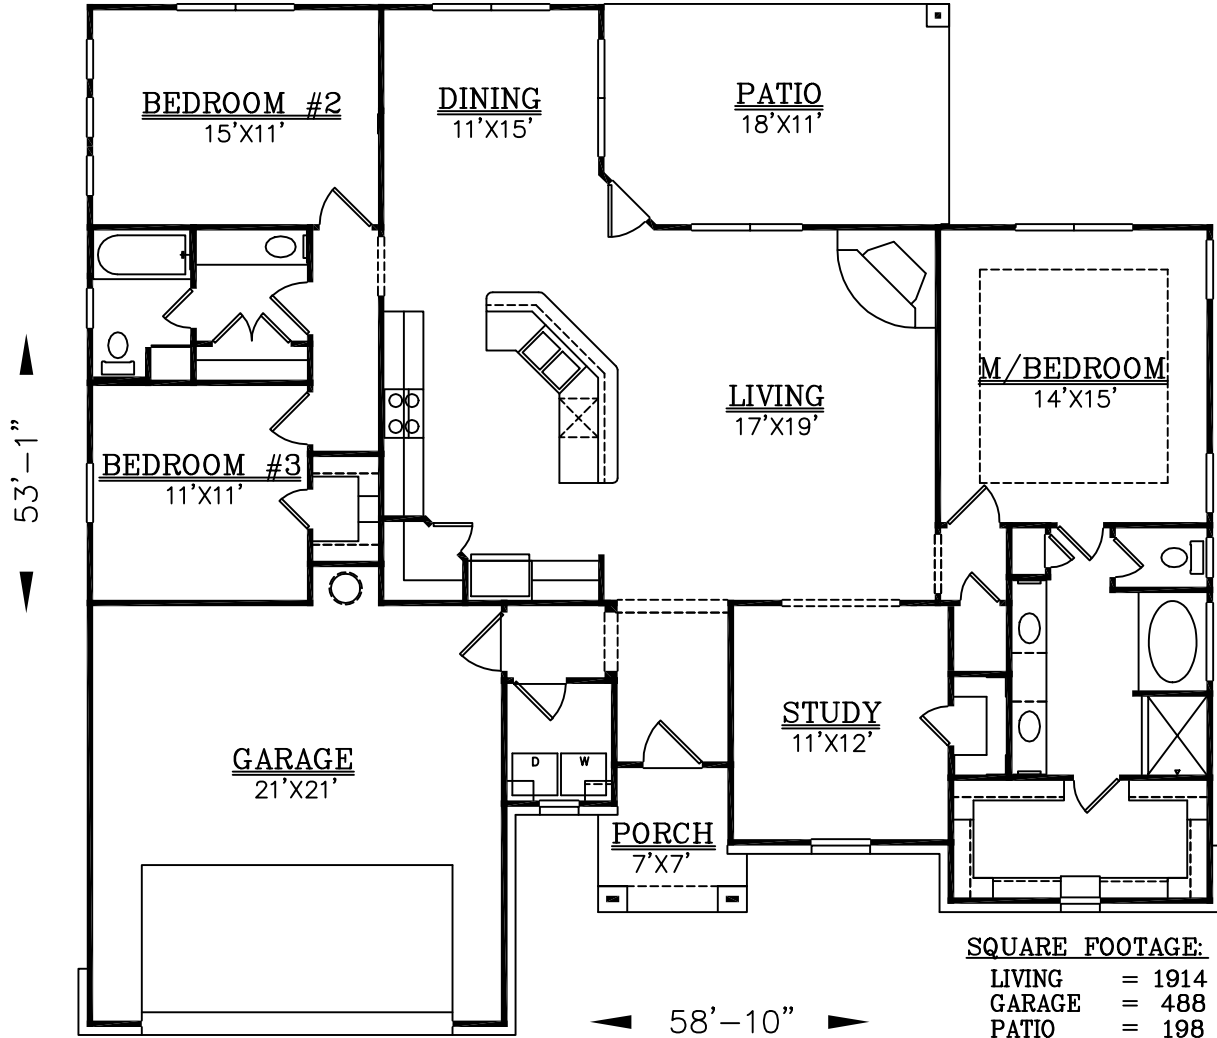 BEDROOM #2
15'X11'
DINING
11'X15'
PATIO
18'X11'
M/BEDROOM
14'X15'
LIVING
17'X19'
53'-1"
BEDROOM #3
11'X11'
STUDY
11'X12'
GARAGE
21'X21'
D W
PORCH
7'X7'
SQUARE FOOTAGE:
LIVING = 1914
GARAGE = 488
PATIO = 198
58'-10"